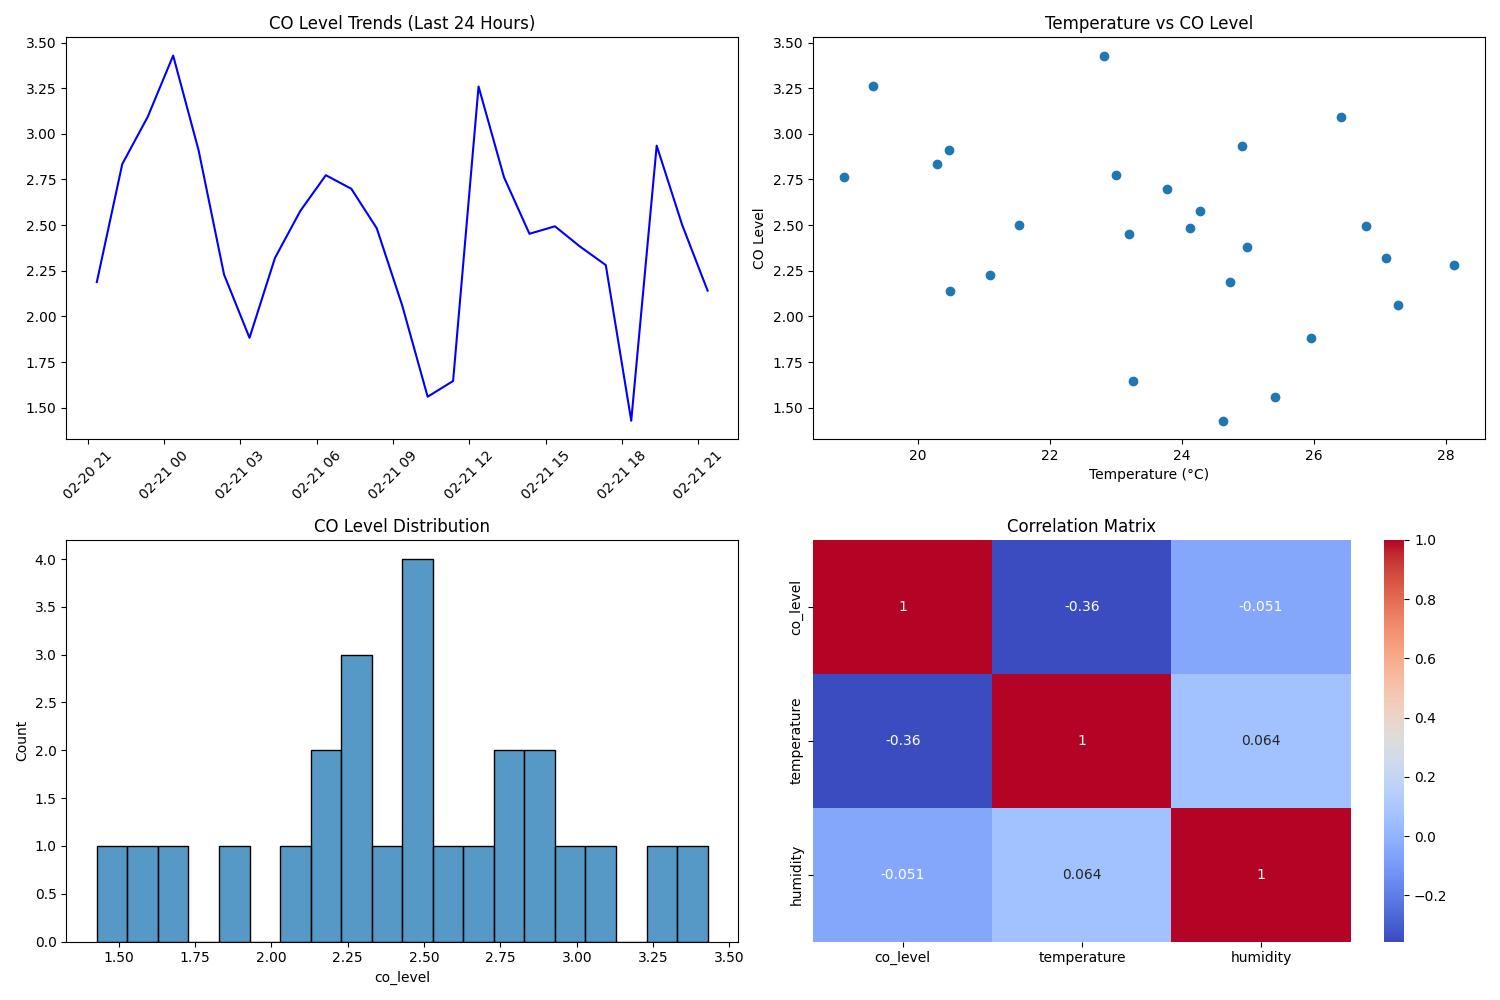 CO Level Trends (Last 24 Hours)
3.50
3.25
3.00
2.75
2.50
2.25
2.00
1.75
1.50
02-20 21
02-21 00
02-21 03
02-21 06
02-21 09
02-21 12
02-21 15
02-21 18
02-21 21
Temperature vs CO Level
CO Level
3.50
3.25
3.00
2.75
2.50
2.25
2.00
1.75
1.50
20 22 24 26 28
Temperature (°C)
CO Level Distribution
Count
4.0
3.5
3.0
2.5
2.0
1.5
1.0
0.5
0.0
1.50 1.75 2.00 2.25 2.50 2.75 3.00 3.25 3.50
co_level
Correlation Matrix
co_level
1 -0.36 -0.051
temperature
-0.36 1 0.064
humidity
-0.051 0.064 1
co_level temperature humidity
1.0
0.8
0.6
0.4
0.2
0.0
−0.2